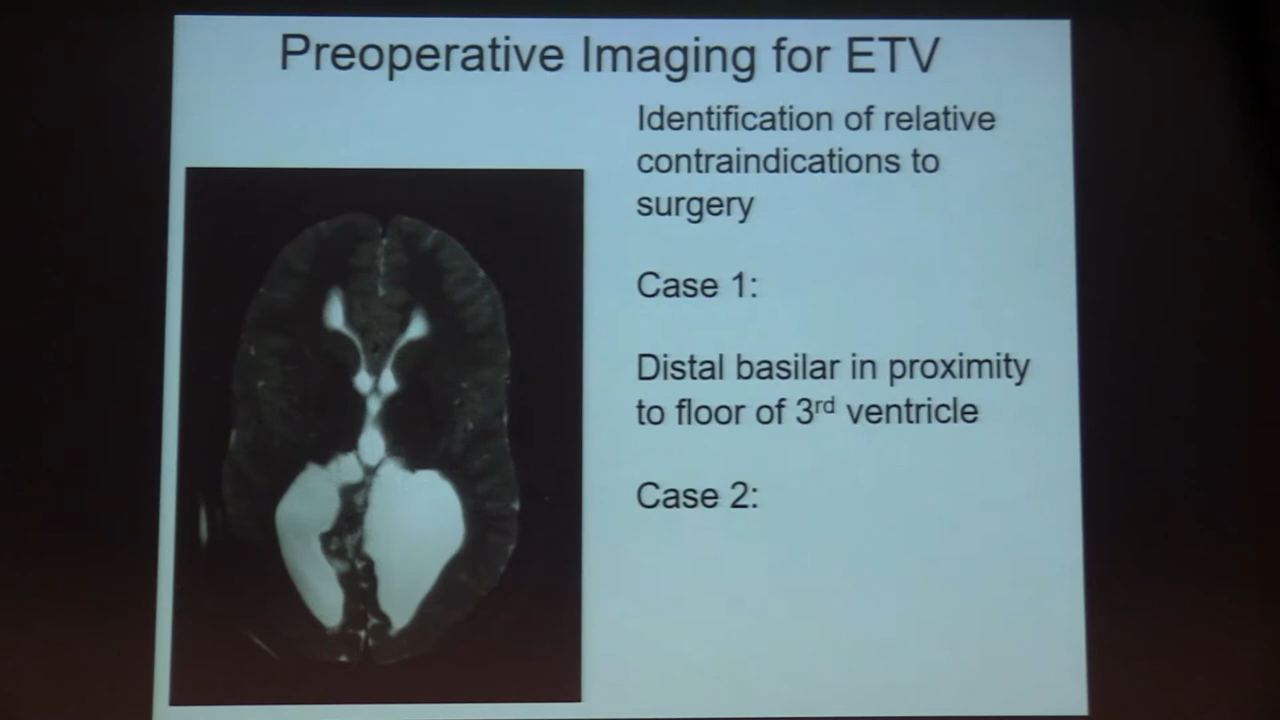 Preoperative Imaging for ETV
Identification of relative
contraindications to
surgery
Case 1:
Distal basilar in proximity
to floor of 3rd ventricle
Case 2: